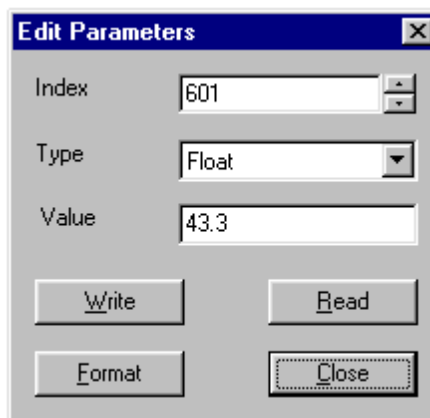 Edit Parameters
Index 601
Type Float
Value 43.3
Write Read
Format Close